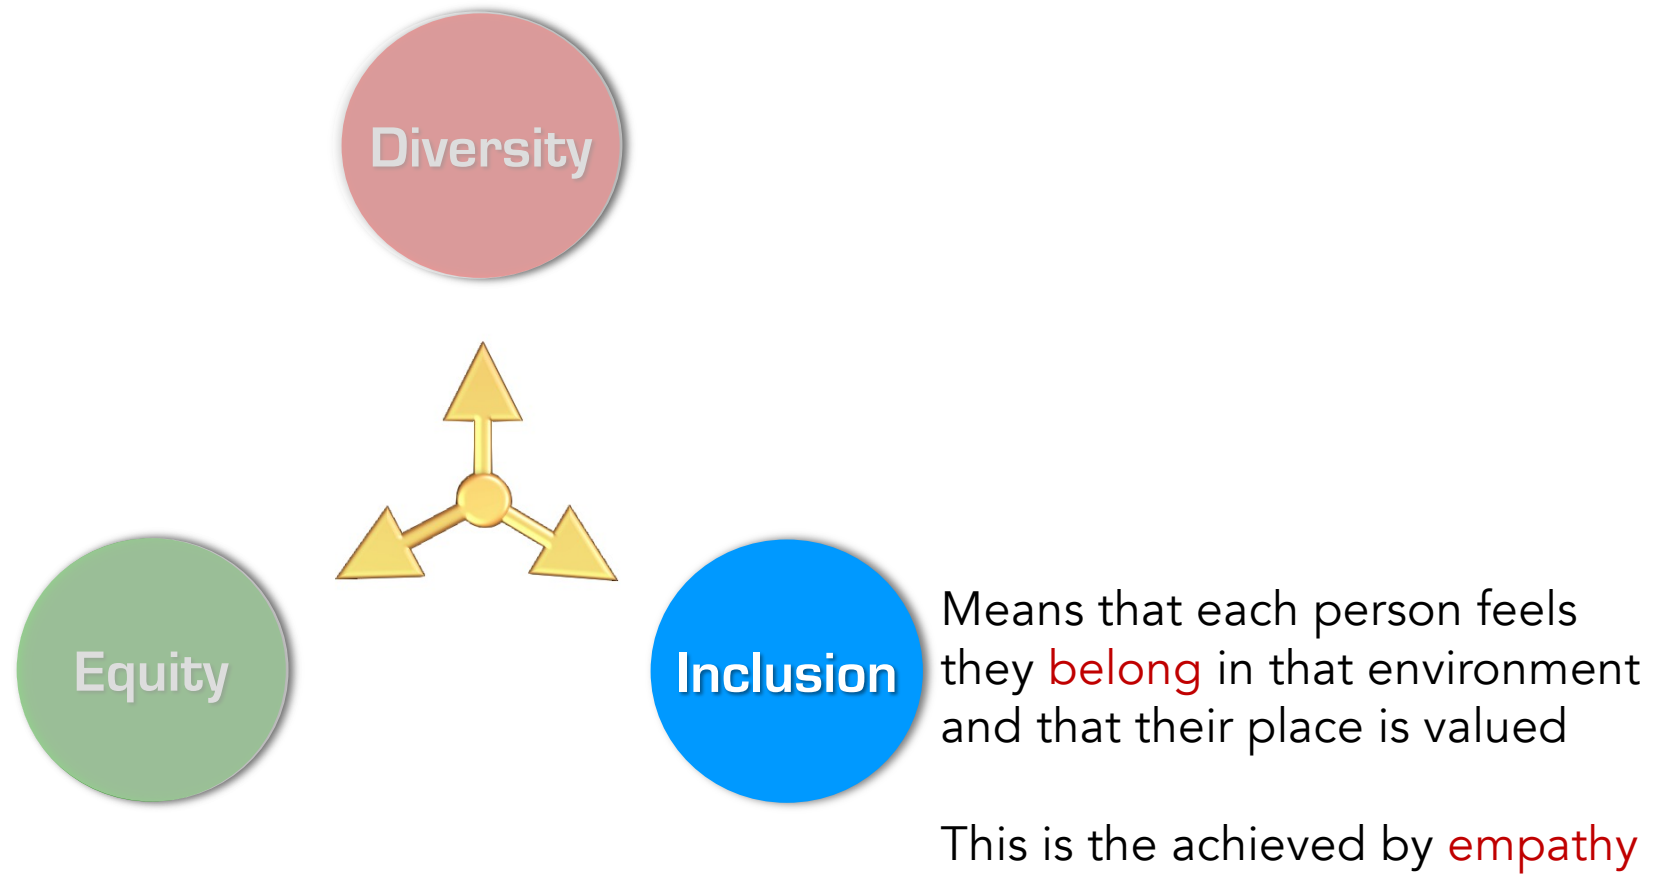 Diversity
Equity
Inclusion
Means that each person feels
they belong in that environment
and that their place is valued
This is the achieved by empathy